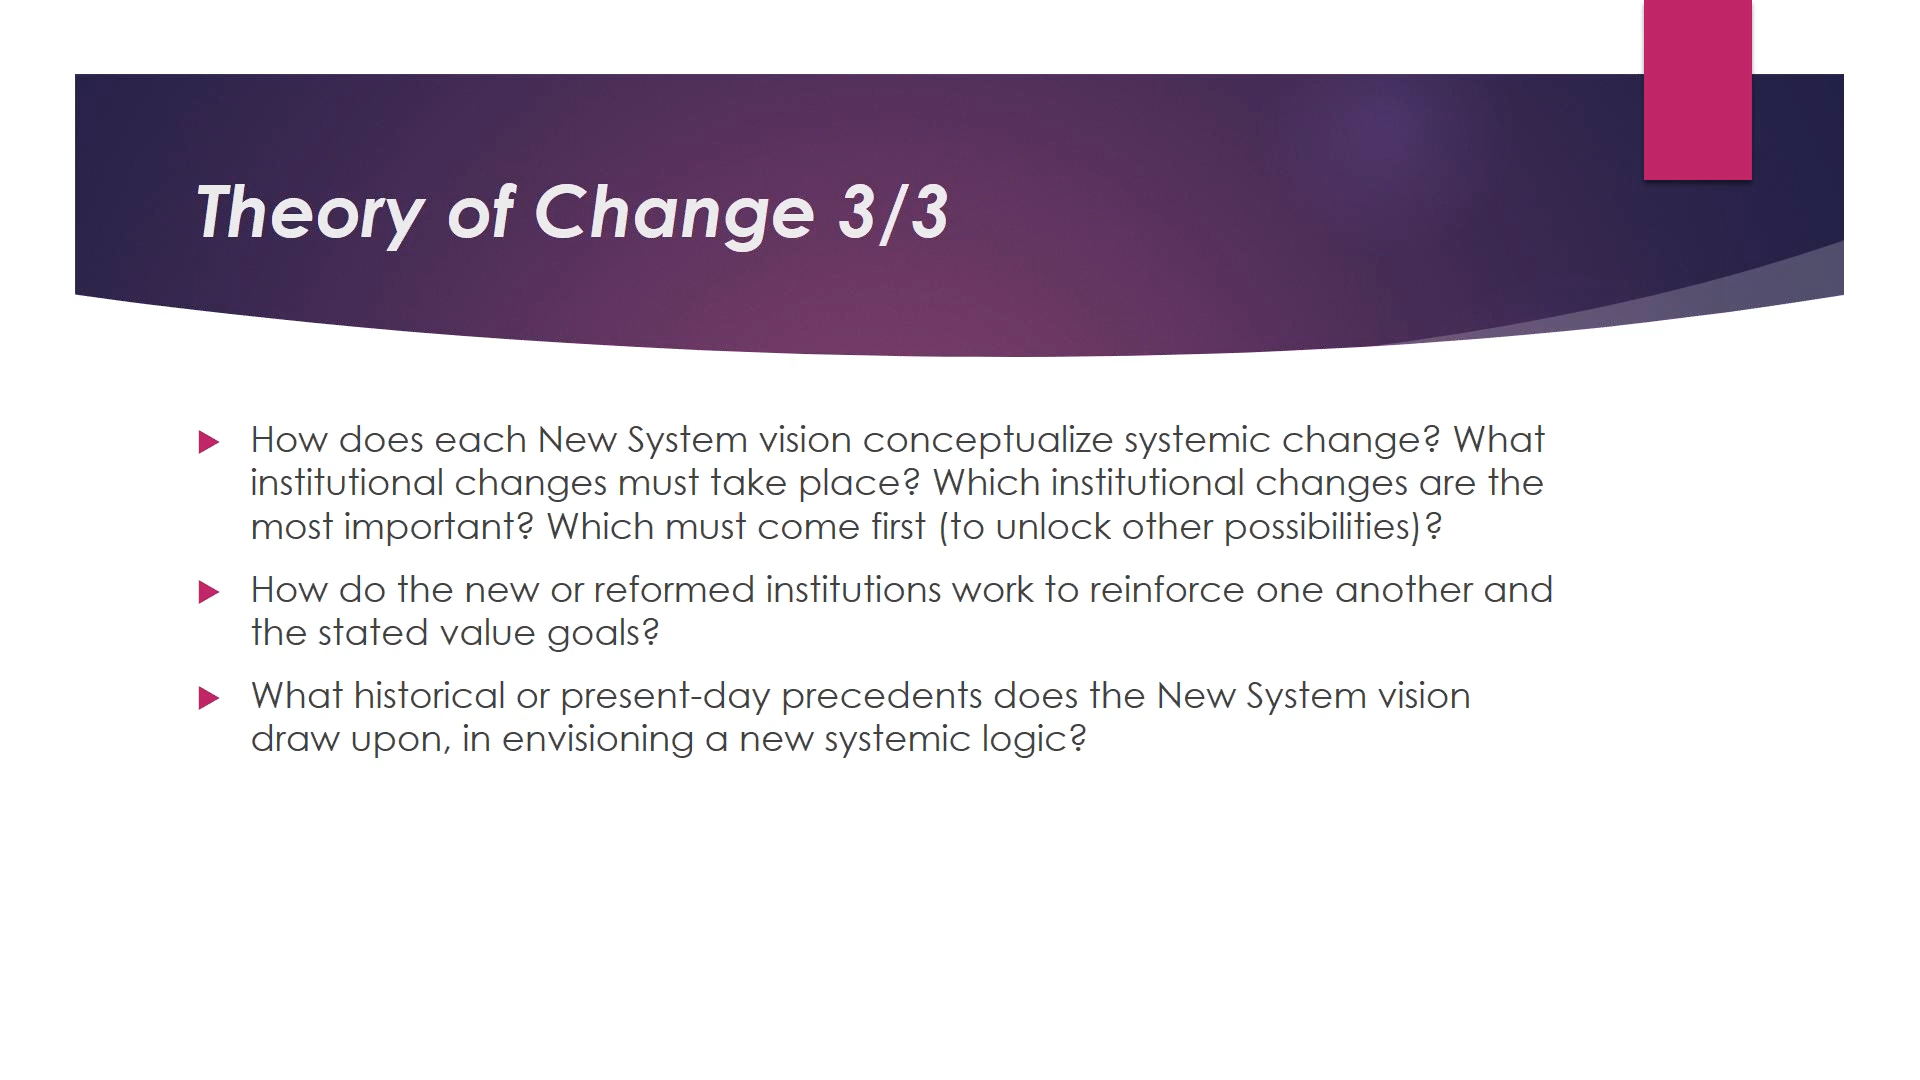 Theory of Change 3/3
How does each New System vision conceptualize systemic change? What
institutional changes must take place? Which institutional changes are the
most important? Which must come first (to unlock other possibilities)?
How do the new or reformed institutions work to reinforce one another and
the stated value goals?
What historical or present-day precedents does the New System vision
draw upon, in envisioning a new systemic logic?